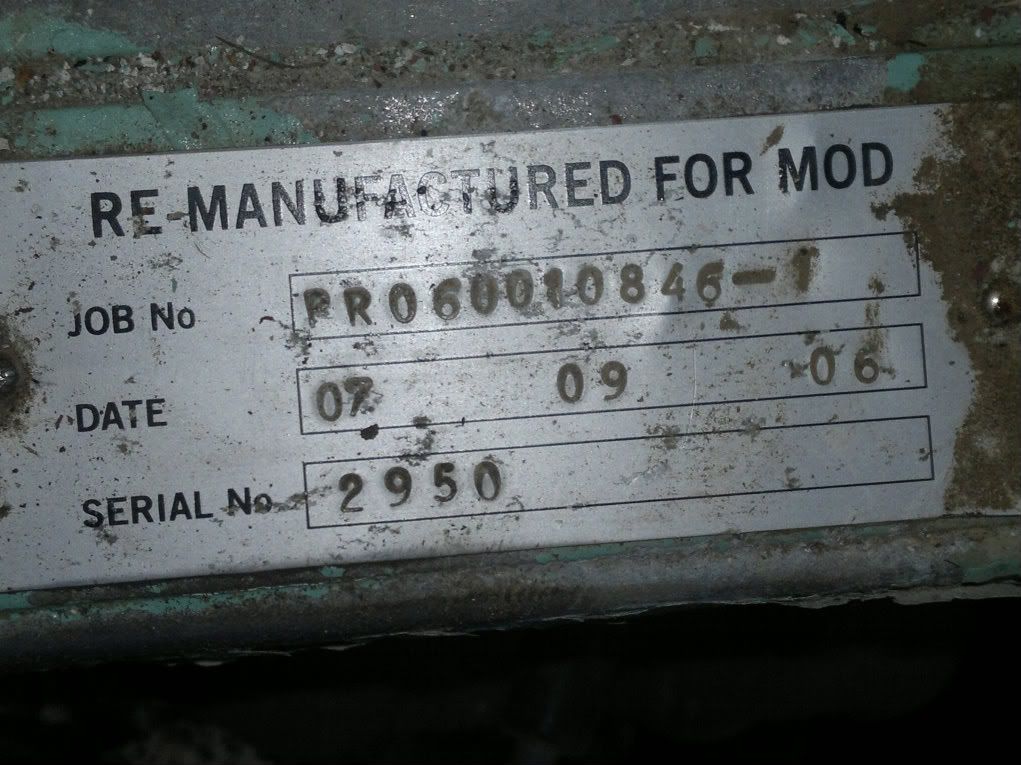 RE-MANUFACTURED FOR MOD
JOB No PR060010846-1
DATE 07 09 06
SERIAL No 2950